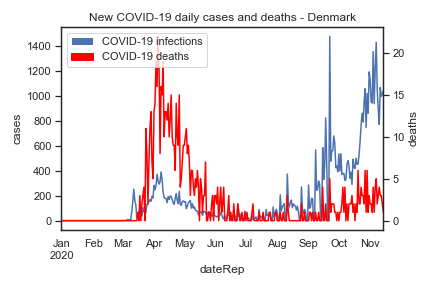 New COVID-19 daily cases and deaths - Denmark
COVID-19 infections
COVID-19 deaths
1400
1200
1000
800
600
400
200
0
cases
20
15
10
5
0
deaths
Jan Feb Mar Apr May Jun Jul Aug Sep Oct Nov
2020
dateRep